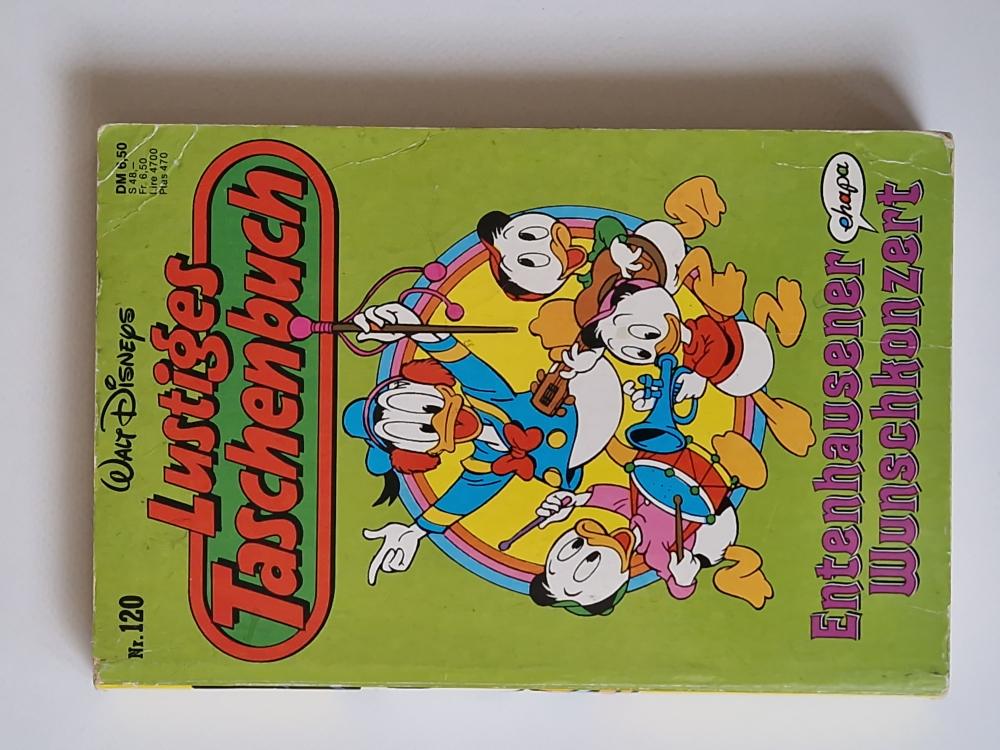 Nr. 120
WALT DISNEYS
DM 6,50
S 48,–
Fr. 6,50
Lire 4700
Ptas 470
Lustiges
Taschenbuch
ehapa
Entenhausener
Wunschkonzert